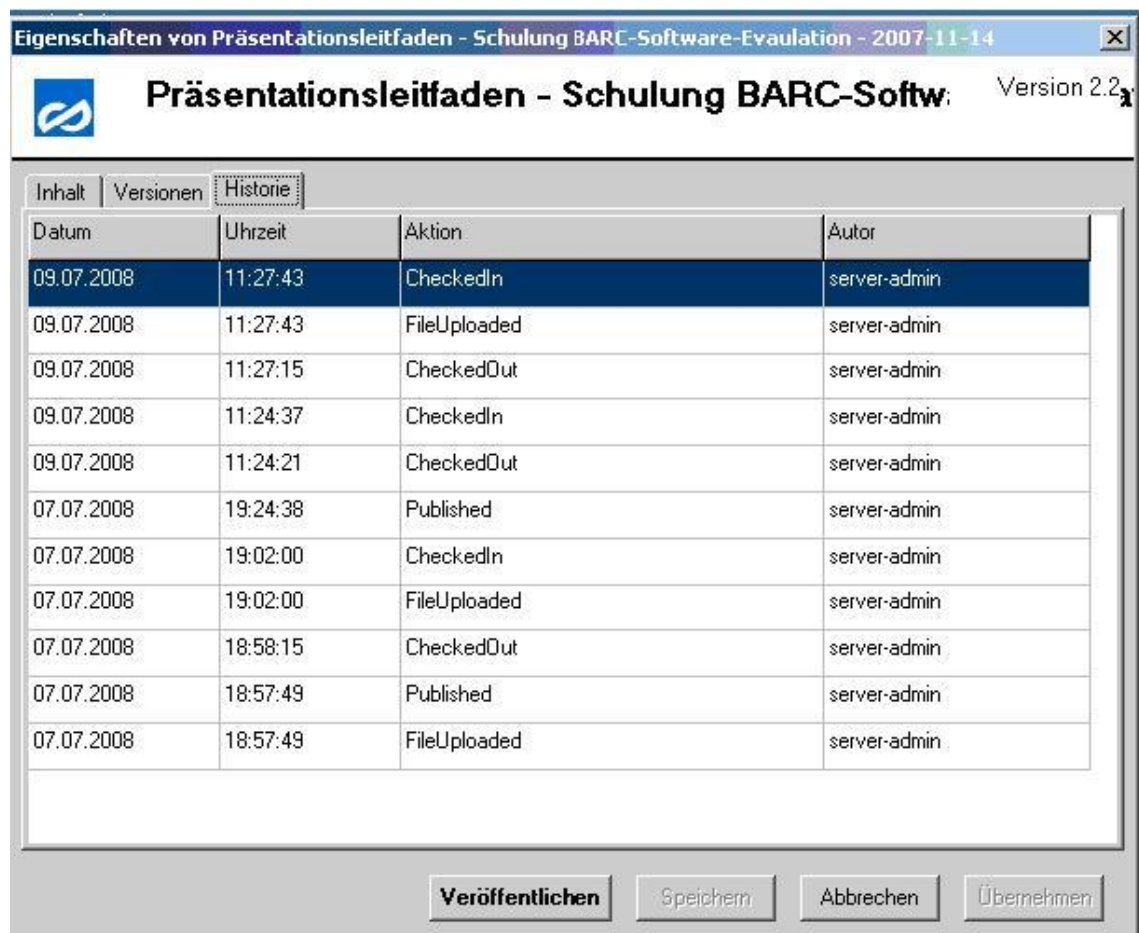 Eigenschaften von Präsentationsleitfaden - Schulung BARC-Software-Evaulation - 2007-11-14
Präsentationsleitfaden - Schulung BARC-Softw
Version 2.2
Inhalt Versionen Historie
Datum Uhrzeit Aktion Autor
09.07.2008 11:27:43 CheckedIn server-admin
09.07.2008 11:27:43 FileUploaded server-admin
09.07.2008 11:27:15 CheckedOut server-admin
09.07.2008 11:24:37 CheckedIn server-admin
09.07.2008 11:24:21 CheckedOut server-admin
07.07.2008 19:24:38 Published server-admin
07.07.2008 19:02:00 CheckedIn server-admin
07.07.2008 19:02:00 FileUploaded server-admin
07.07.2008 18:58:15 CheckedOut server-admin
07.07.2008 18:57:49 Published server-admin
07.07.2008 18:57:49 FileUploaded server-admin
Veröffentlichen Speichern Abbrechen Übernehmen